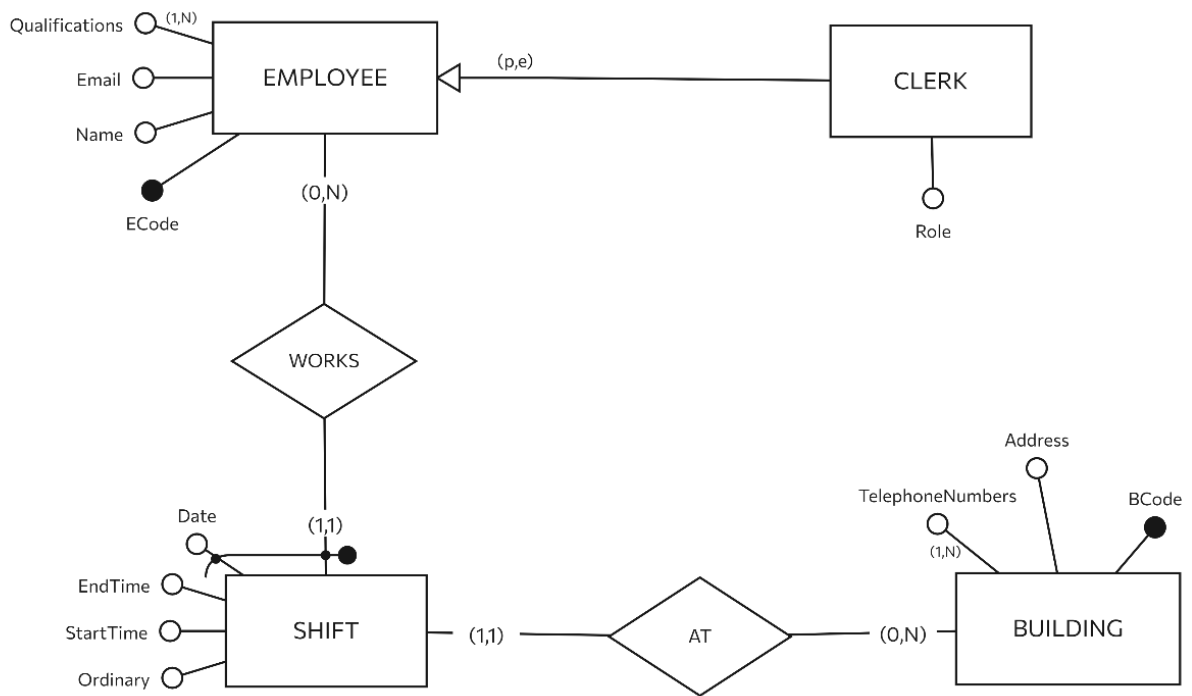 Qualifications
(1,N)
Email
Name
ECode
EMPLOYEE
(p,e)
CLERK
Role
(0,N)
WORKS
(1,1)
Date
EndTime
StartTime
Ordinary
SHIFT
(1,1)
AT
(0,N)
Address
TelephoneNumbers
(1,N)
BCode
BUILDING